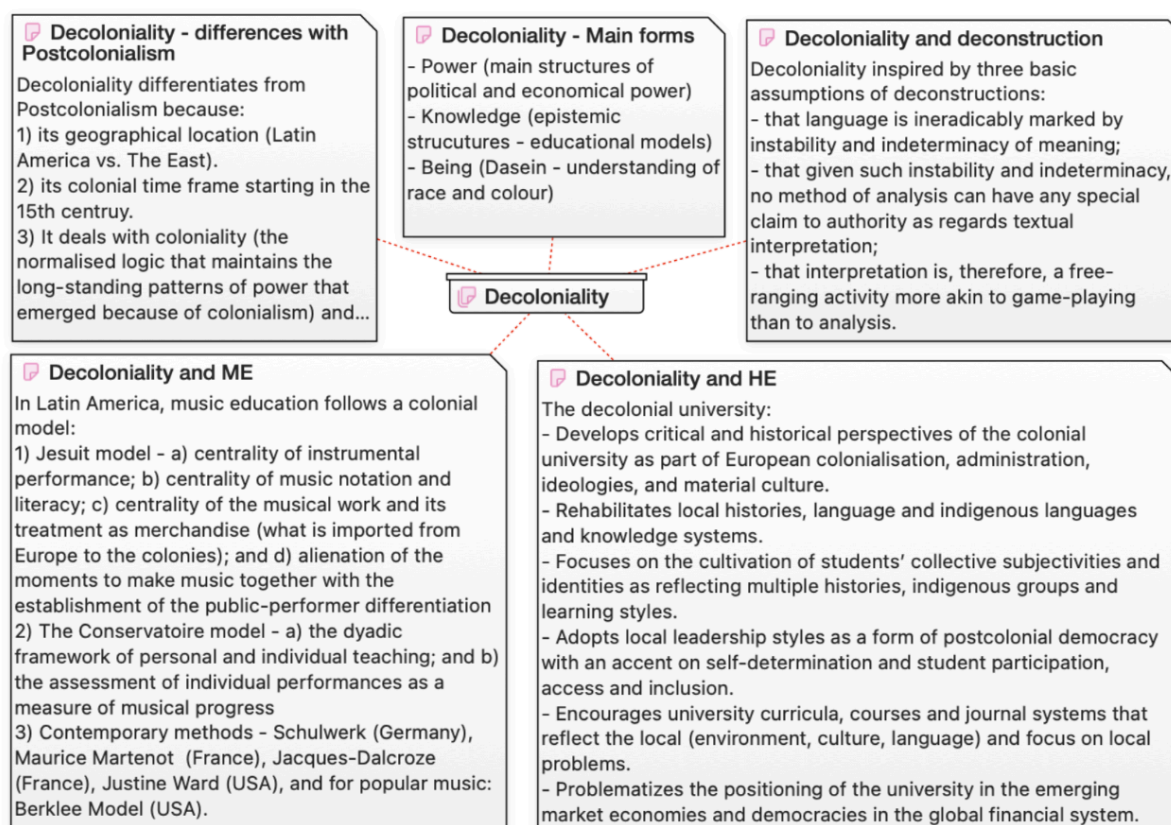 Decoloniality - differences with
Postcolonialism
Decoloniality differentiates from
Postcolonialism because:
1) its geographical location (Latin
America vs. The East).
2) its colonial time frame starting in the
15th centruy.
3) It deals with coloniality (the
normalised logic that maintains the
long-standing patterns of power that
emerged because of colonialism) and...
Decoloniality - Main forms
- Power (main structures of
political and economical power)
- Knowledge (epistemic
strucutures - educational models)
- Being (Dasein - understanding of
race and colour)
Decoloniality and deconstruction
Decoloniality inspired by three basic
assumptions of deconstructions:
- that language is ineradicably marked by
instability and indeterminacy of meaning;
- that given such instability and indeterminacy,
no method of analysis can have any special
claim to authority as regards textual
interpretation;
- that interpretation is, therefore, a free-
ranging activity more akin to game-playing
than to analysis.
Decoloniality
Decoloniality and ME
In Latin America, music education follows a colonial
model:
1) Jesuit model - a) centrality of instrumental
performance; b) centrality of music notation and
literacy; c) centrality of the musical work and its
treatment as merchandise (what is imported from
Europe to the colonies); and d) alienation of the
moments to make music together with the
establishment of the public-performer differentiation
2) The Conservatoire model - a) the dyadic
framework of personal and individual teaching; and b)
the assessment of individual performances as a
measure of musical progress
3) Contemporary methods - Schulwerk (Germany),
Maurice Martenot (France), Jacques-Dalcroze
(France), Justine Ward (USA), and for popular music:
Berklee Model (USA).
Decoloniality and HE
The decolonial university:
- Develops critical and historical perspectives of the colonial
university as part of European colonialisation, administration,
ideologies, and material culture.
- Rehabilitates local histories, language and indigenous languages
and knowledge systems.
- Focuses on the cultivation of students' collective subjectivities and
identities as reflecting multiple histories, indigenous groups and
learning styles.
- Adopts local leadership styles as a form of postcolonial democracy
with an accent on self-determination and student participation,
access and inclusion.
- Encourages university curricula, courses and journal systems that
reflect the local (environment, culture, language) and focus on local
problems.
- Problematizes the positioning of the university in the emerging
market economies and democracies in the global financial system.